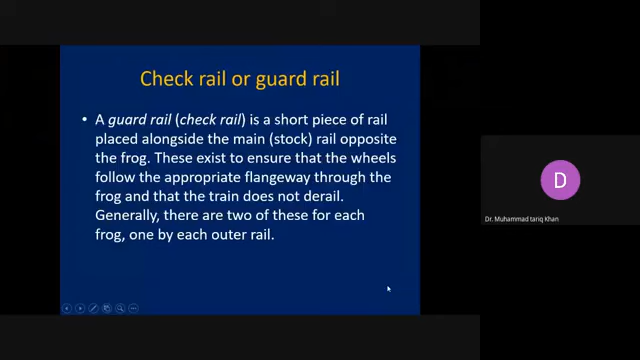 Check rail or guard rail
• A guard rail (check rail) is a short piece of rail
placed alongside the main (stock) rail opposite
the frog. These exist to ensure that the wheels
follow the appropriate flangeway through the
frog and that the train does not derail.
Generally, there are two of these for each
frog, one by each outer rail.
D
Dr. Muhammad tariq Khan